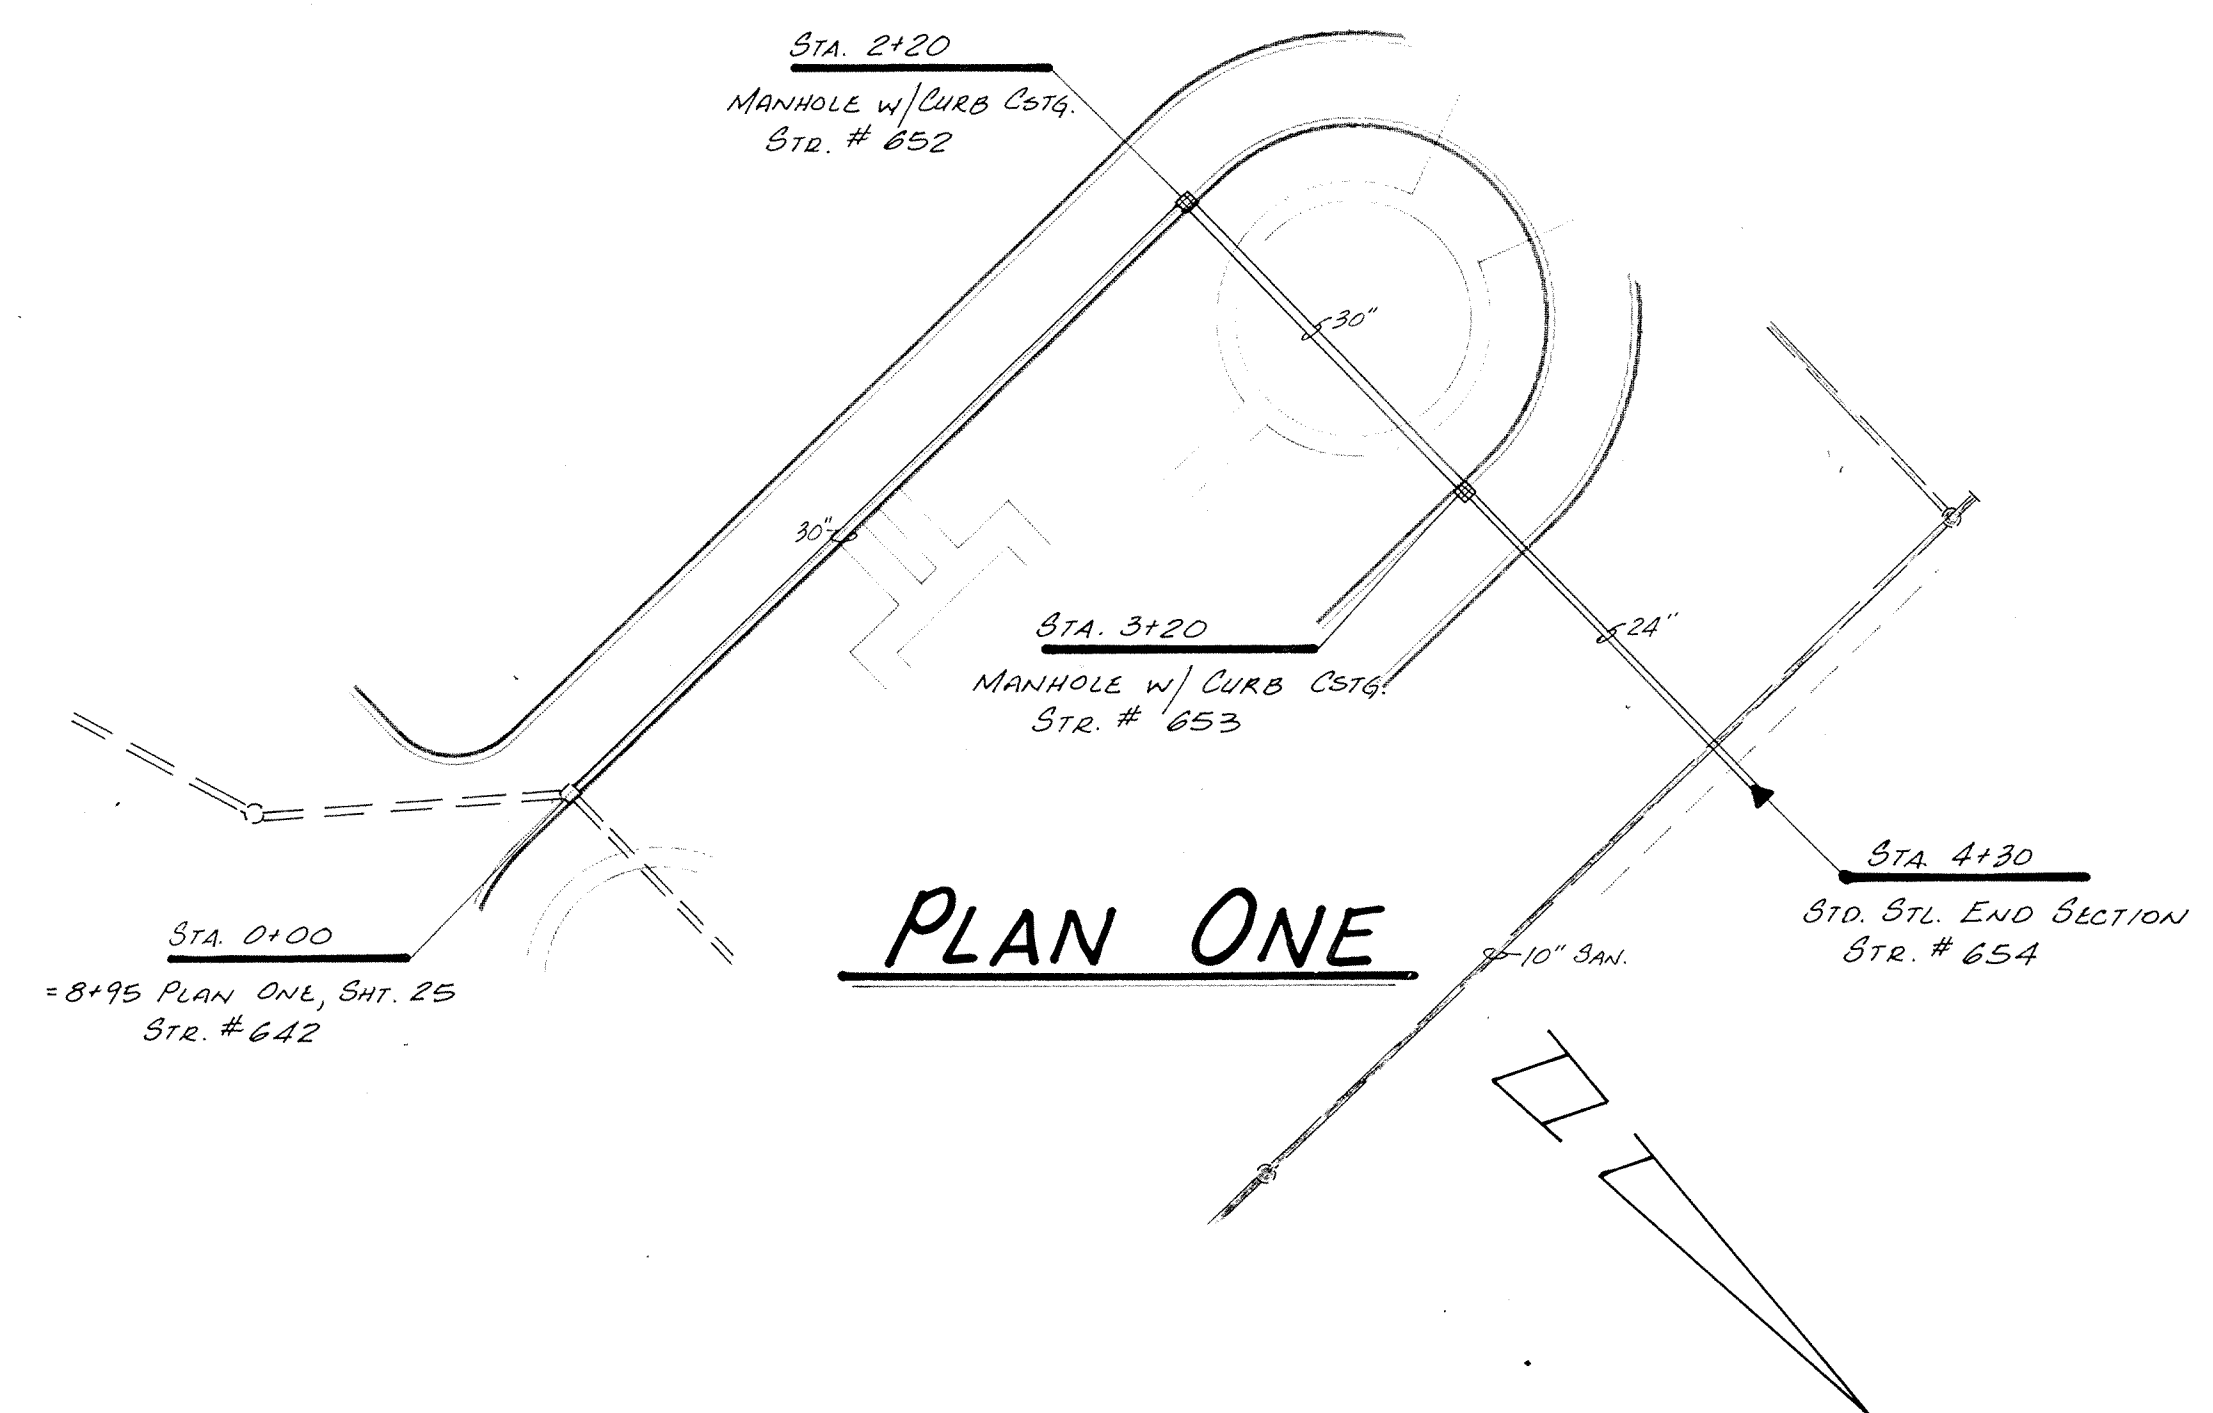 STA. 2+20
MANHOLE W/CURB CSTG.
STR. # 652
30"
30"
STA. 3+20
MANHOLE W/ CURB CSTG.
STR. # 653
24"
STA. 4+30
STD. STL. END SECTION
STR. # 654
STA. 0+00
= 8+95 PLAN ONE, SHT. 25
STR. # 642
PLAN ONE
10" SAN.